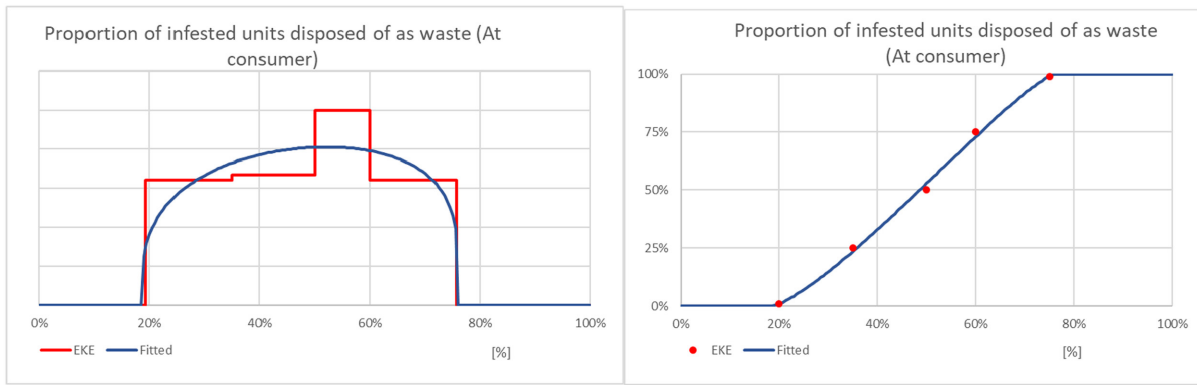 Proportion of infested units disposed of as waste (At
consumer)
0%
20%
40%
60%
80%
100%
EKE
Fitted
[%]
Proportion of infested units disposed of as waste
(At consumer)
100%
75%
50%
25%
0%
0%
20%
40%
60%
80%
100%
EKE
Fitted
[%]